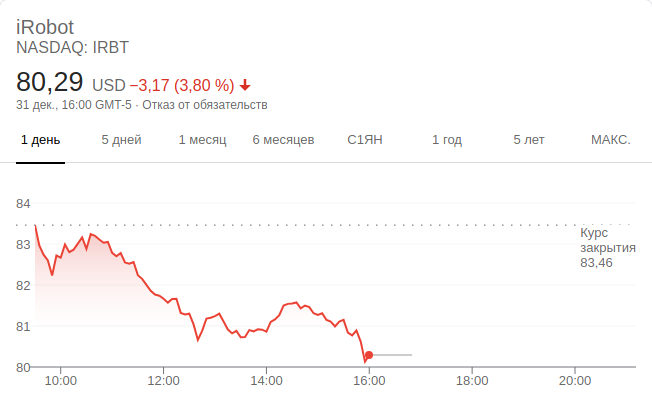 iRobot
NASDAQ: IRBT
80,29 USD −3,17 (3,80 %)
31 дек., 16:00 GMT-5 · Отказ от обязательств
1 день 5 дней 1 месяц 6 месяцев С1ЯН 1 год 5 лет МАКС.
84
Курс
83
закрытия
83,46
82
81
80
10:00 12:00 14:00 16:00 18:00 20:00